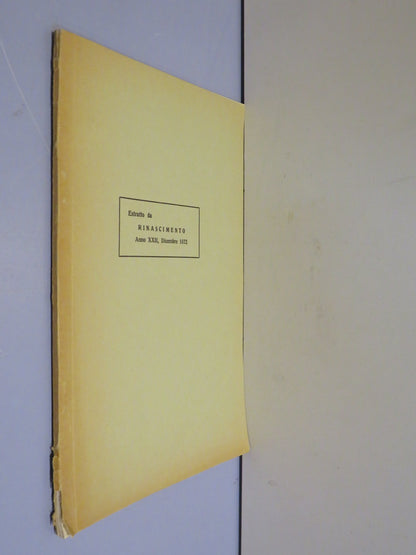 Estratto da
RINASCIMENTO
Anno XXII, Dicembre 1972